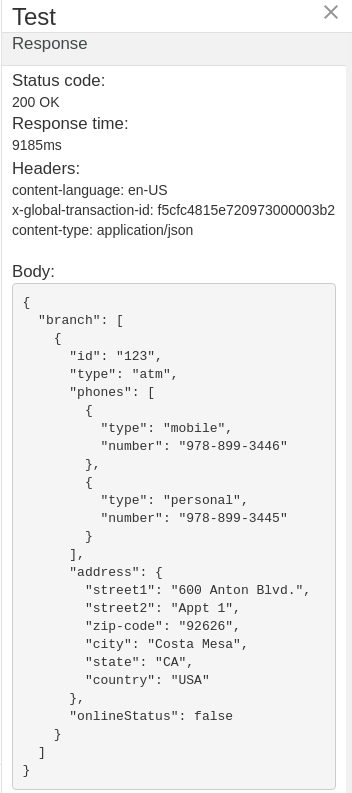 Test
Response
Status code:
200 OK
Response time:
9185ms
Headers:
content-language: en-US
x-global-transaction-id: f5cfc4815e720973000003b2
content-type: application/json
Body:
{
  "branch": [
    {
      "id": "123",
      "type": "atm",
      "phones": [
        {
          "type": "mobile",
          "number": "978-899-3446"
        },
        {
          "type": "personal",
          "number": "978-899-3445"
        }
      ],
      "address": {
        "street1": "600 Anton Blvd.",
        "street2": "Appt 1",
        "zip-code": "92626",
        "city": "Costa Mesa",
        "state": "CA",
        "country": "USA"
      },
      "onlineStatus": false
    }
  ]
}